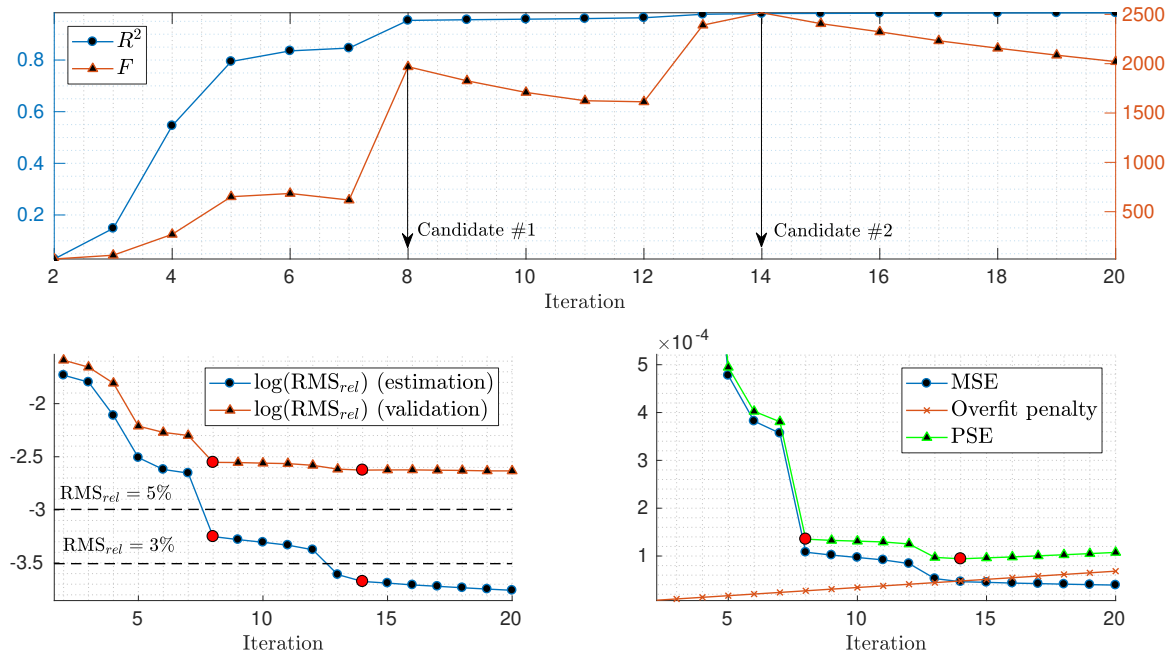 R²
F
0.8
0.6
0.4
0.2
2500
2000
1500
1000
500
Candidate #1
Candidate #2
2 4 6 8 10 12 14 16 18 20
Iteration
log(RMS_rel) (estimation)
log(RMS_rel) (validation)
-2
-2.5
-3
-3.5
RMS_rel = 5%
RMS_rel = 3%
5 10 15 20
Iteration
×10⁻⁴
MSE
Overfit penalty
PSE
5
4
3
2
1
5 10 15 20
Iteration